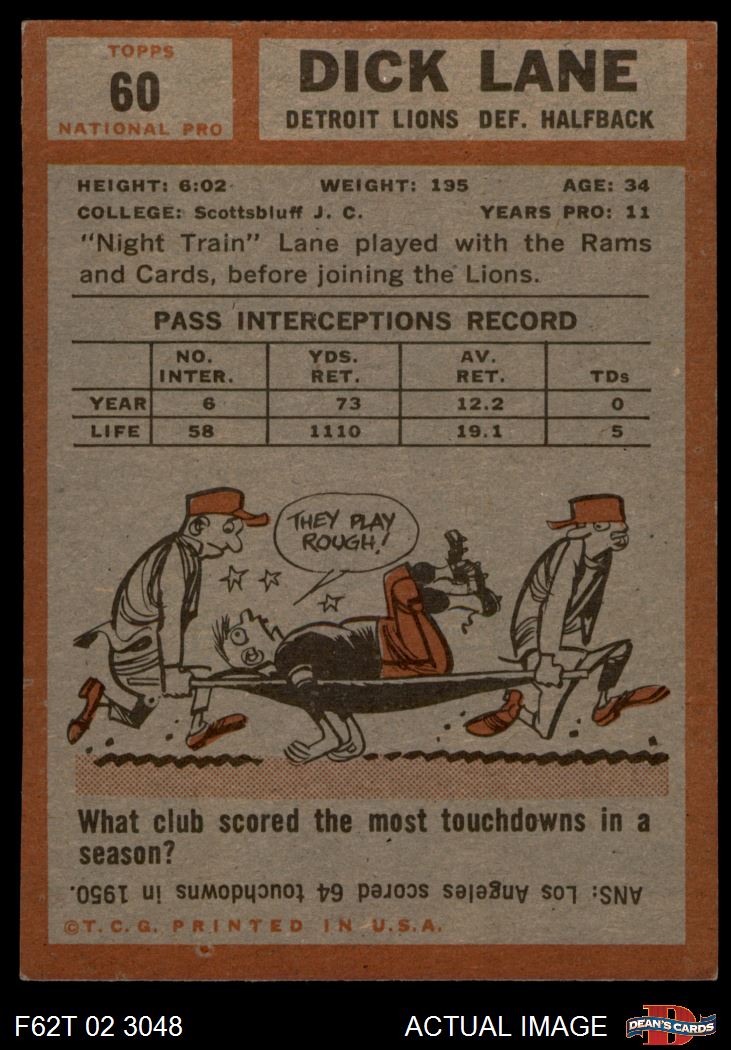 TOPPS
60
NATIONAL PRO
DICK LANE
DETROIT LIONS DEF. HALFBACK
HEIGHT: 6:02 WEIGHT: 195 AGE: 34
COLLEGE: Scottsbluff J. C. YEARS PRO: 11
"Night Train" Lane played with the Rams
and Cards, before joining the Lions.
PASS INTERCEPTIONS RECORD
NO. INTER. YDS. RET. AV. RET. TDs
YEAR 6 73 12.2 0
LIFE 58 1110 19.1 5
THEY PLAY
ROUGH!
What club scored the most touchdowns in a
season?
ANS: Los Angeles scored 64 touchdowns in 1950.
©T. C. G. PRINTED IN U.S.A.
F62T 02 3048 ACTUAL IMAGE
D
DEAN'S CARDS